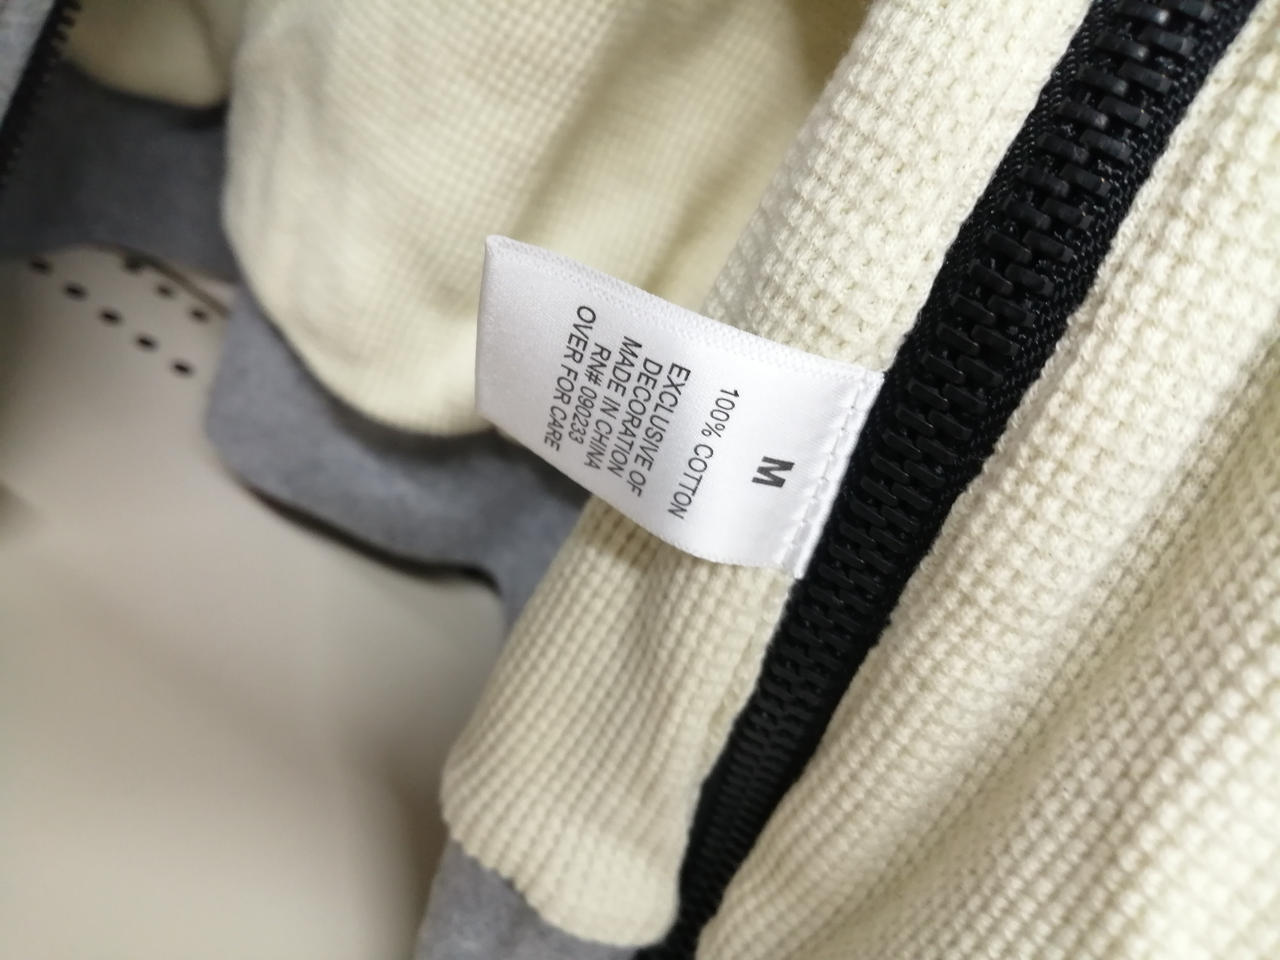 M
100% COTTON
EXCLUSIVE OF
DECORATION
MADE IN CHINA
RN# 090233
OVER FOR CARE